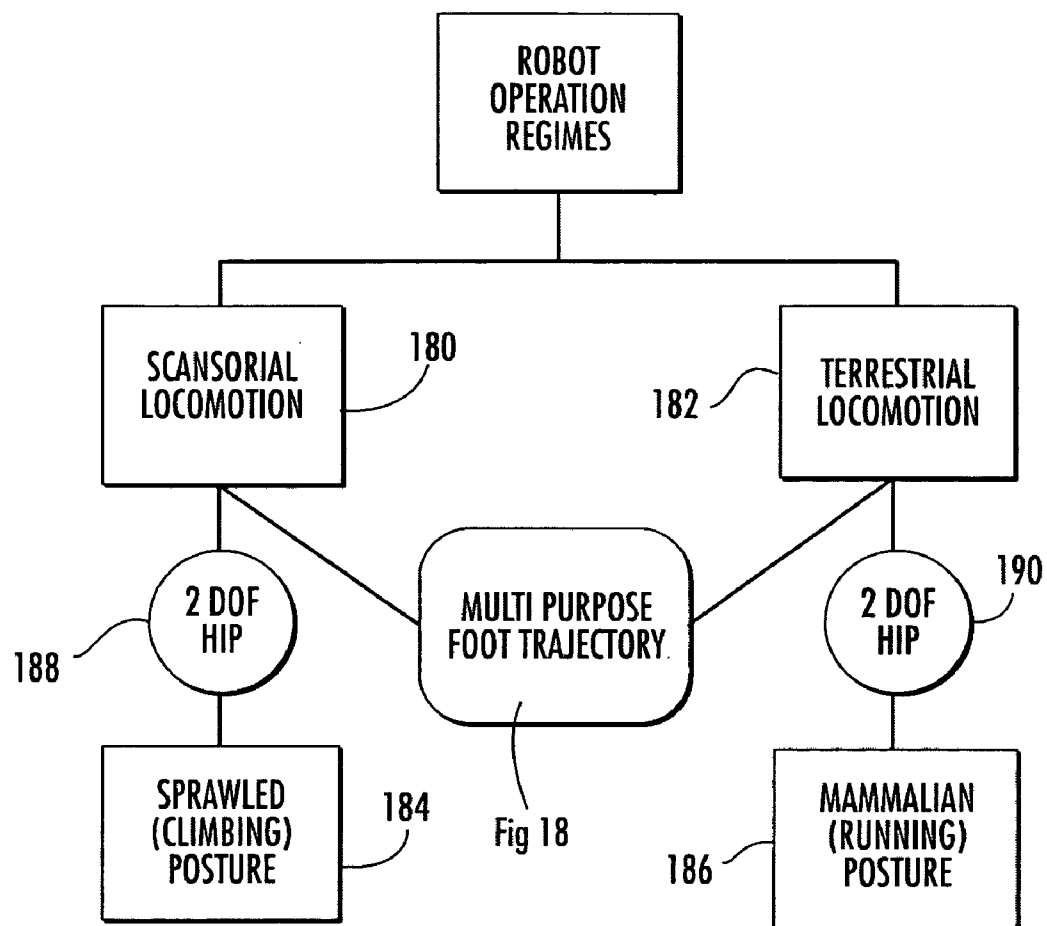 ROBOT
OPERATION
REGIMES
SCANSORIAL
LOCOMOTION
180
182
TERRESTRIAL
LOCOMOTION
2 DOF
HIP
188
MULTI PURPOSE
FOOT TRAJECTORY
2 DOF
HIP
190
SPRAWLED
(CLIMBING)
POSTURE
184
Fig 18
186
MAMMALIAN
(RUNNING)
POSTURE